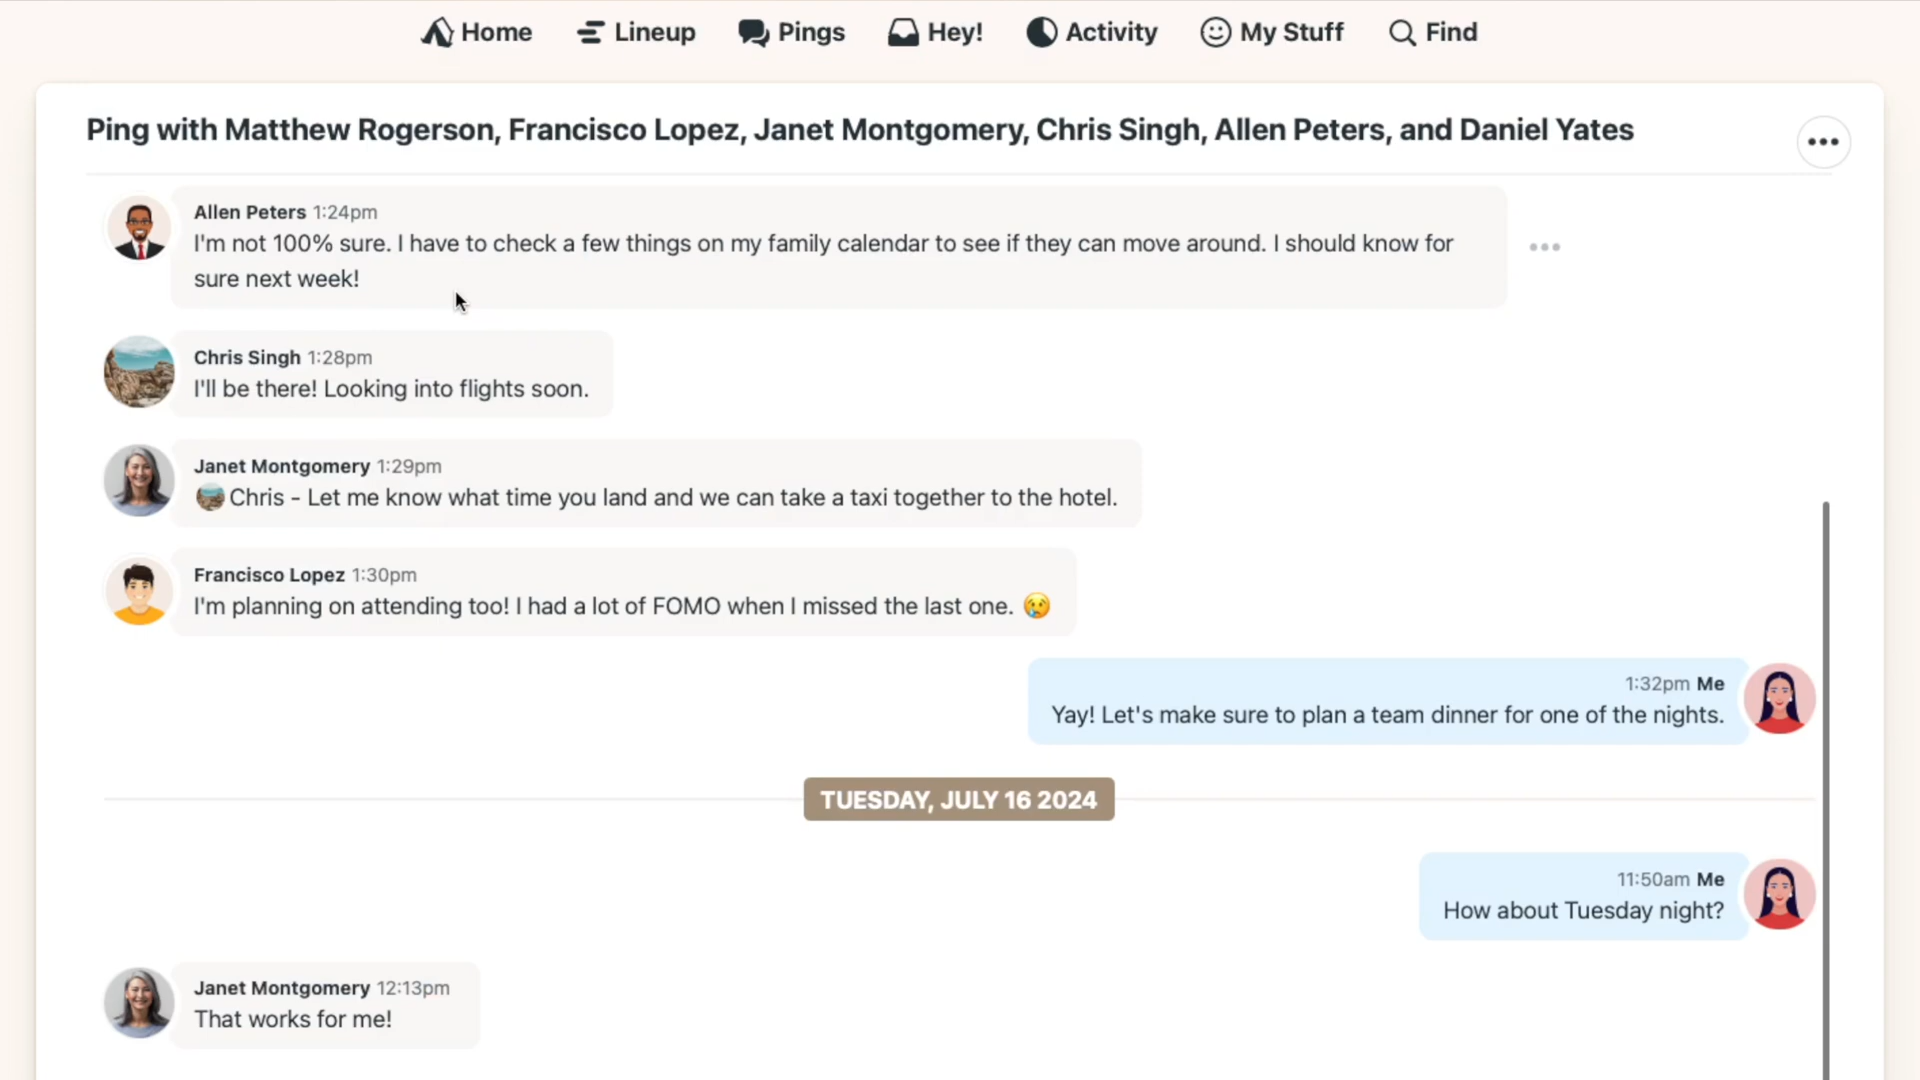 Home Lineup Pings Hey! Activity My Stuff Find
Ping with Matthew Rogerson, Francisco Lopez, Janet Montgomery, Chris Singh, Allen Peters, and Daniel Yates
Allen Peters 1:24pm
I'm not 100% sure. I have to check a few things on my family calendar to see if they can move around. I should know for
sure next week!
Chris Singh 1:28pm
I'll be there! Looking into flights soon.
Janet Montgomery 1:29pm
Chris - Let me know what time you land and we can take a taxi together to the hotel.
Francisco Lopez 1:30pm
I'm planning on attending too! I had a lot of FOMO when I missed the last one. 😢
1:32pm Me
Yay! Let's make sure to plan a team dinner for one of the nights.
TUESDAY, JULY 16 2024
11:50am Me
How about Tuesday night?
Janet Montgomery 12:13pm
That works for me!